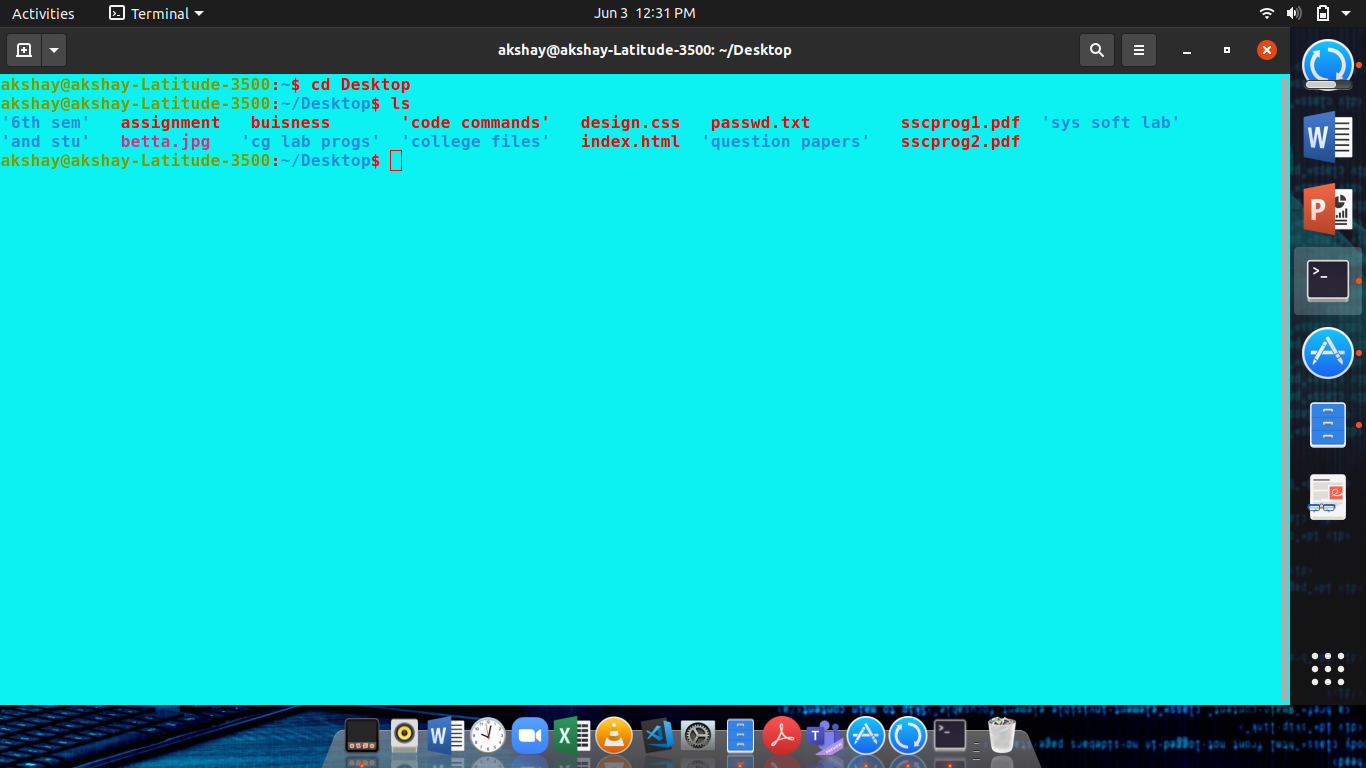 Activities Terminal Jun 3 12:31 PM
akshay@akshay-Latitude-3500: ~/Desktop
akshay@akshay-Latitude-3500:~$ cd Desktop
akshay@akshay-Latitude-3500:~/Desktop$ ls
'6th sem' assignment buisness 'code commands' design.css passwd.txt sscprog1.pdf 'sys soft lab'
'and stu' betta.jpg 'cg lab progs' 'college files' index.html 'question papers' sscprog2.pdf
akshay@akshay-Latitude-3500:~/Desktop$